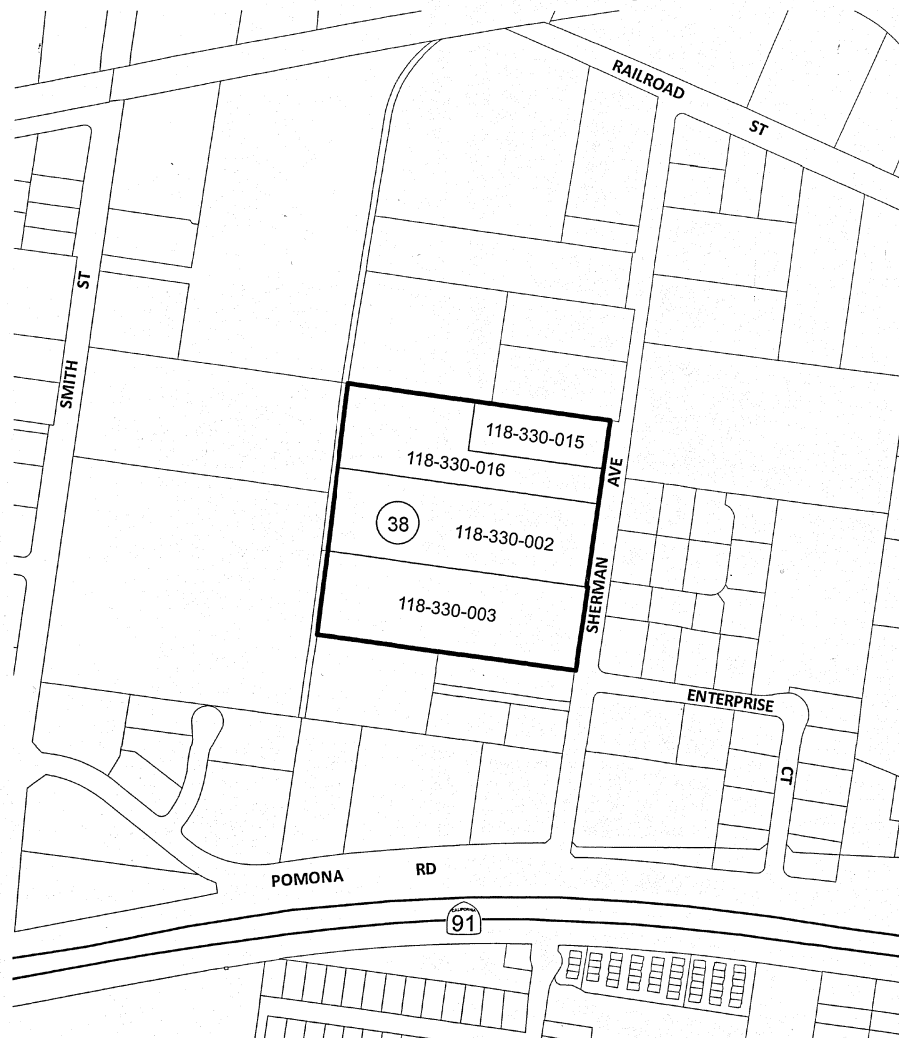 RAILROAD
ST
SMITH
ST
118-330-015
118-330-016
AVE
38
118-330-002
SHERMAN
118-330-003
ENTERPRISE
CT
POMONA
RD
CALIFORNIA
91